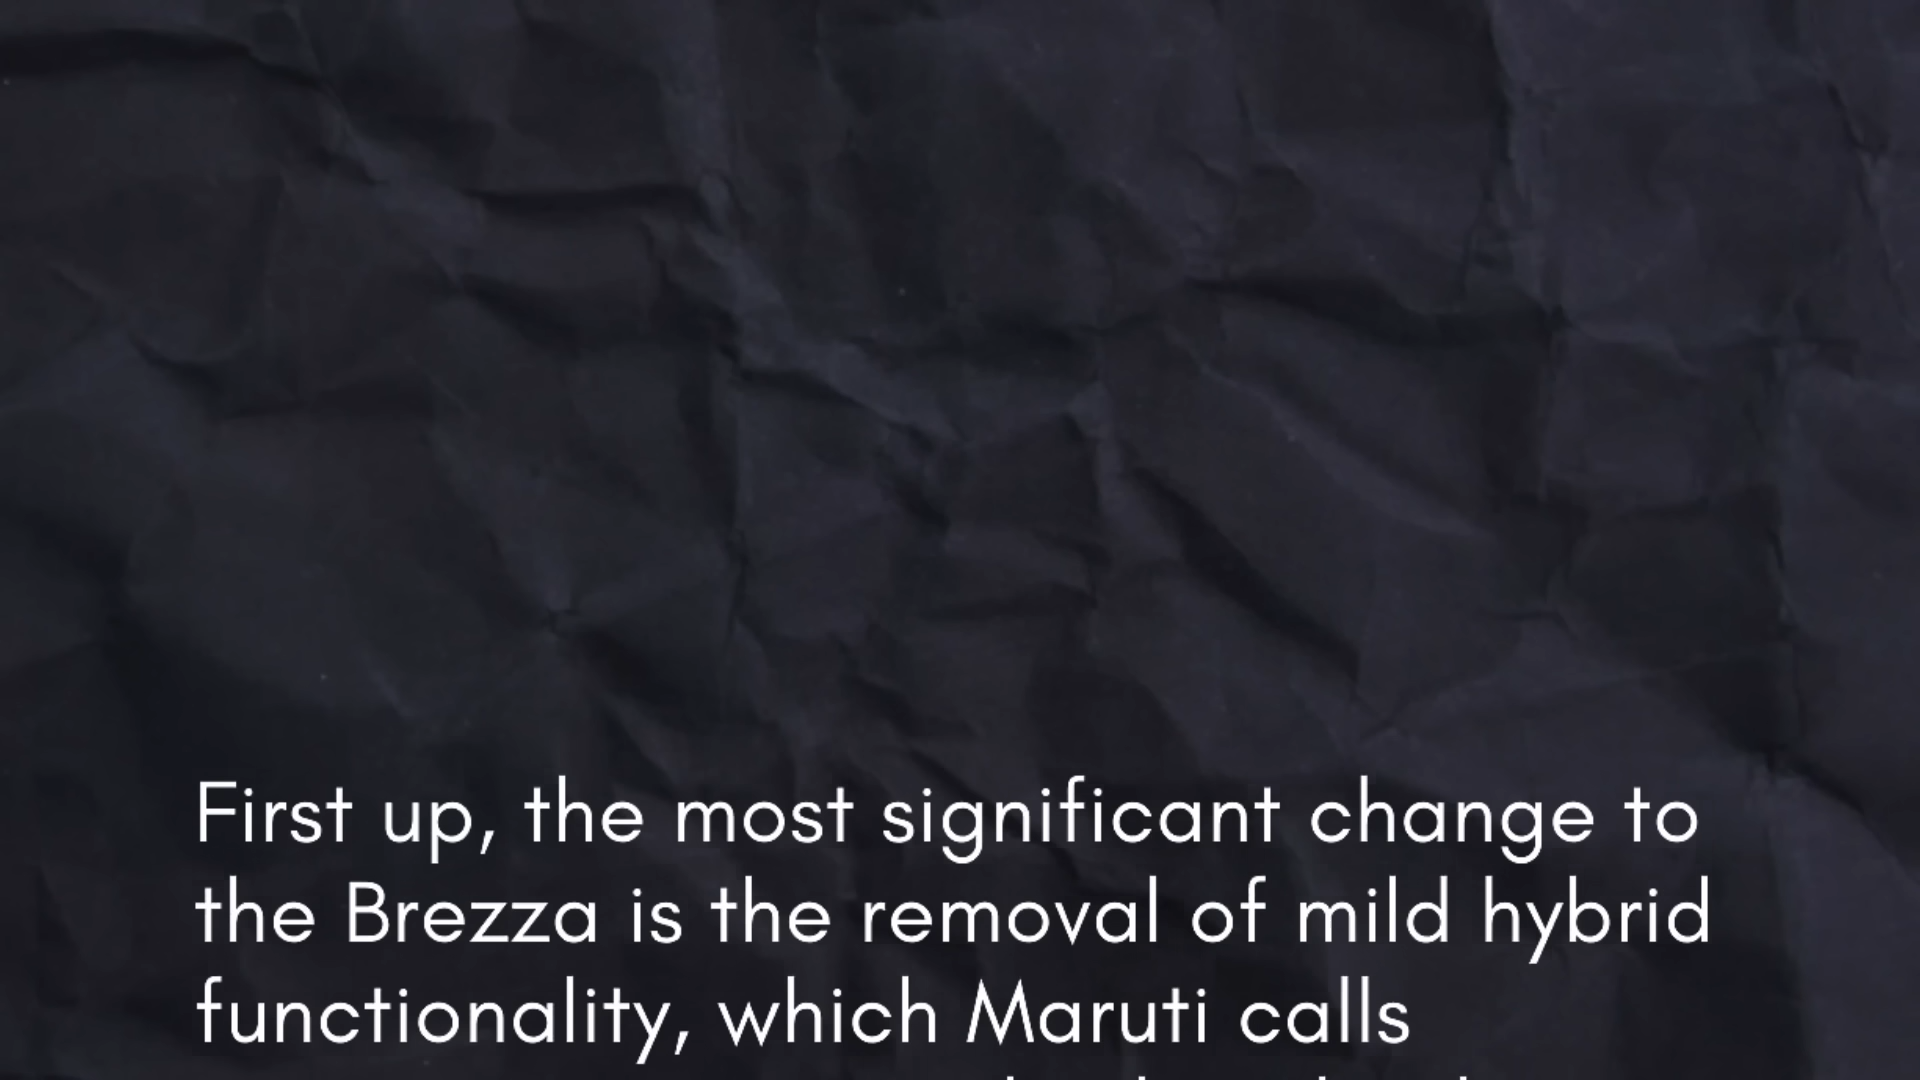 First up, the most significant change to
the Brezza is the removal of mild hybrid
functionality, which Maruti calls